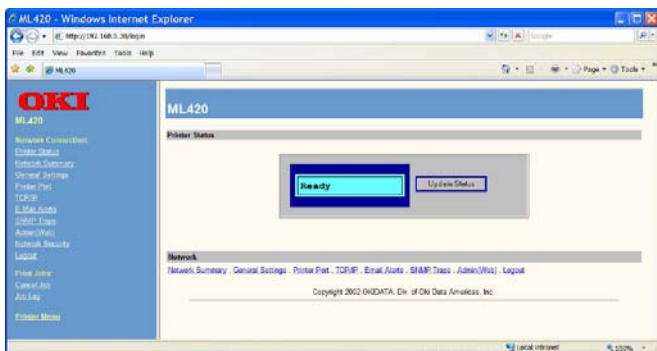 ML420 - Windows Internet Explorer
http://192.168.0.30/login
Google
File Edit View Favorites Tools Help
ML420
Page Tools
OKI
ML420
ML420
Network Connection:
Printer Status
Network Summary
General Settings
Printer Port
TCP/IP
E-Mail Alerts
SNMP Traps
Admin(Web)
Network Security
Logout
Print Jobs:
Cancel Job
Job Log
Printer Menu
Printer Status
Ready
Update Status
Network
Network Summary . General Settings . Printer Port . TCP/IP . Email Alerts . SNMP Traps . Admin(Web) . Logout
Copyright 2002 OKIDATA, Div. of Oki Data Americas, Inc.
Local intranet
100%